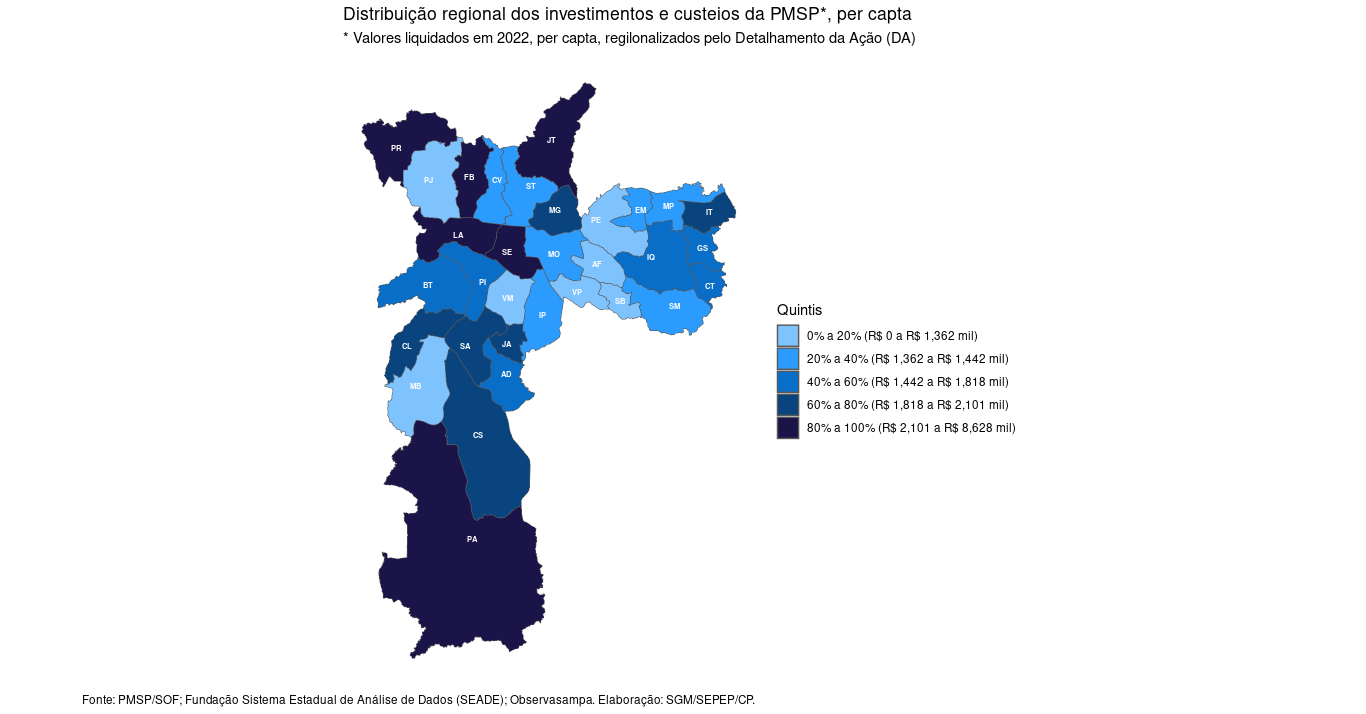 Distribuição regional dos investimentos e custeios da PMSP*, per capta
* Valores liquidados em 2022, per capta, regilonalizados pelo Detalhamento da Ação (DA)
JT
PR
PJ
FB
CV
ST
MG
PE
EM
MP
IT
LA
SE
MO
AF
IQ
GS
BT
PI
VM
VP
SB
CT
SM
IP
CL
SA
JA
AD
MB
CS
PA
Quintis
0% a 20% (R$ 0 a R$ 1,362 mil)
20% a 40% (R$ 1,362 a R$ 1,442 mil)
40% a 60% (R$ 1,442 a R$ 1,818 mil)
60% a 80% (R$ 1,818 a R$ 2,101 mil)
80% a 100% (R$ 2,101 a R$ 8,628 mil)
Fonte: PMSP/SOF; Fundação Sistema Estadual de Análise de Dados (SEADE); Observasampa. Elaboração: SGM/SEPEP/CP.